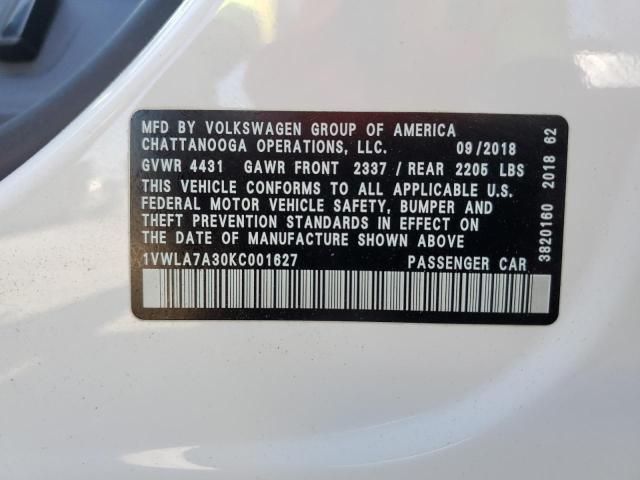 MFD BY VOLKSWAGEN GROUP OF AMERICA
CHATTANOOGA OPERATIONS, LLC. 09/2018
GVWR 4431 GAWR FRONT 2337 / REAR 2205 LBS
THIS VEHICLE CONFORMS TO ALL APPLICABLE U.S.
FEDERAL MOTOR VEHICLE SAFETY, BUMPER AND
THEFT PREVENTION STANDARDS IN EFFECT ON
THE DATE OF MANUFACTURE SHOWN ABOVE
1VWLA7A30KC001627 PASSENGER CAR
3820160 2018 62